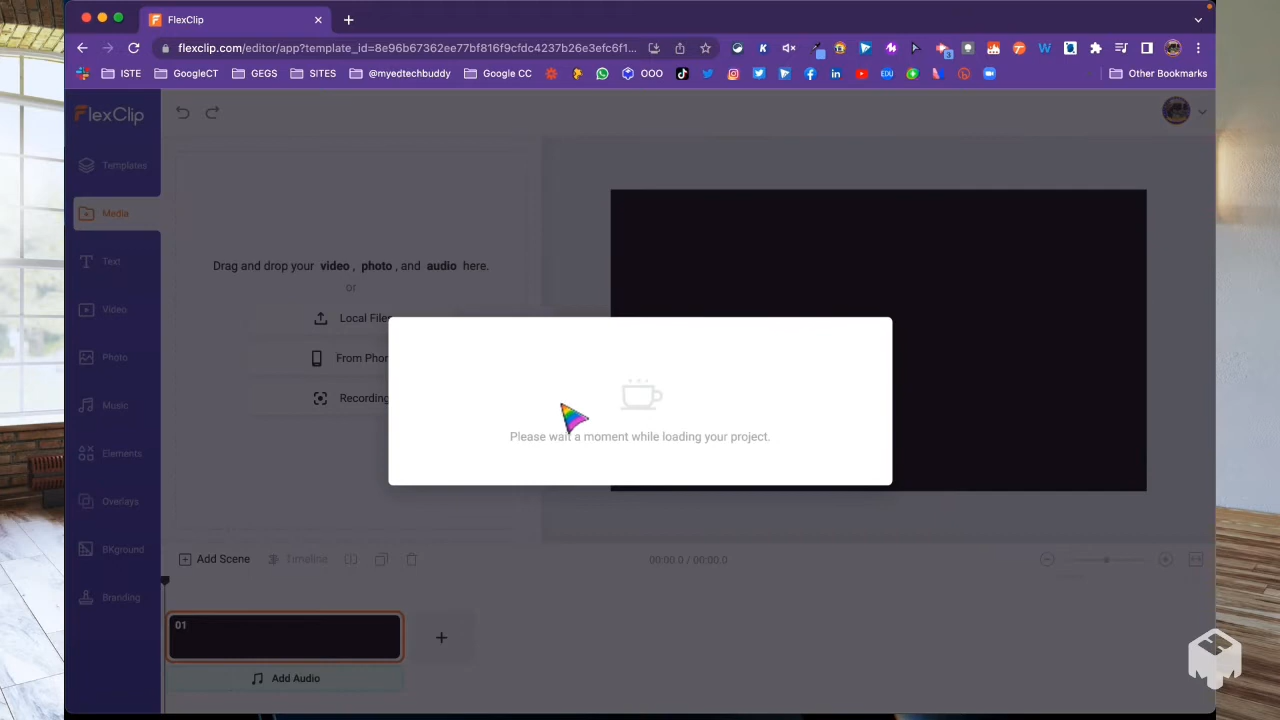 FlexClip
flexclip.com/editor/app?template_id=8e96b67362ee77bf816f9cfdc4237b26e3efc6f1...
ISTE
GoogleCT
GEGS
SITES
@myedtechbuddy
Google CC
OOO
EDU
Other Bookmarks
FlexClip
Templates
Media
Text
Video
Photo
Music
Elements
Overlays
BKground
Branding
Drag and drop your video, photo, and audio here.
or
Local Files
From Phon
Recording
Please wait a moment while loading your project.
Add Scene
Timeline
00:00.0 / 00:00.0
01
+
Add Audio